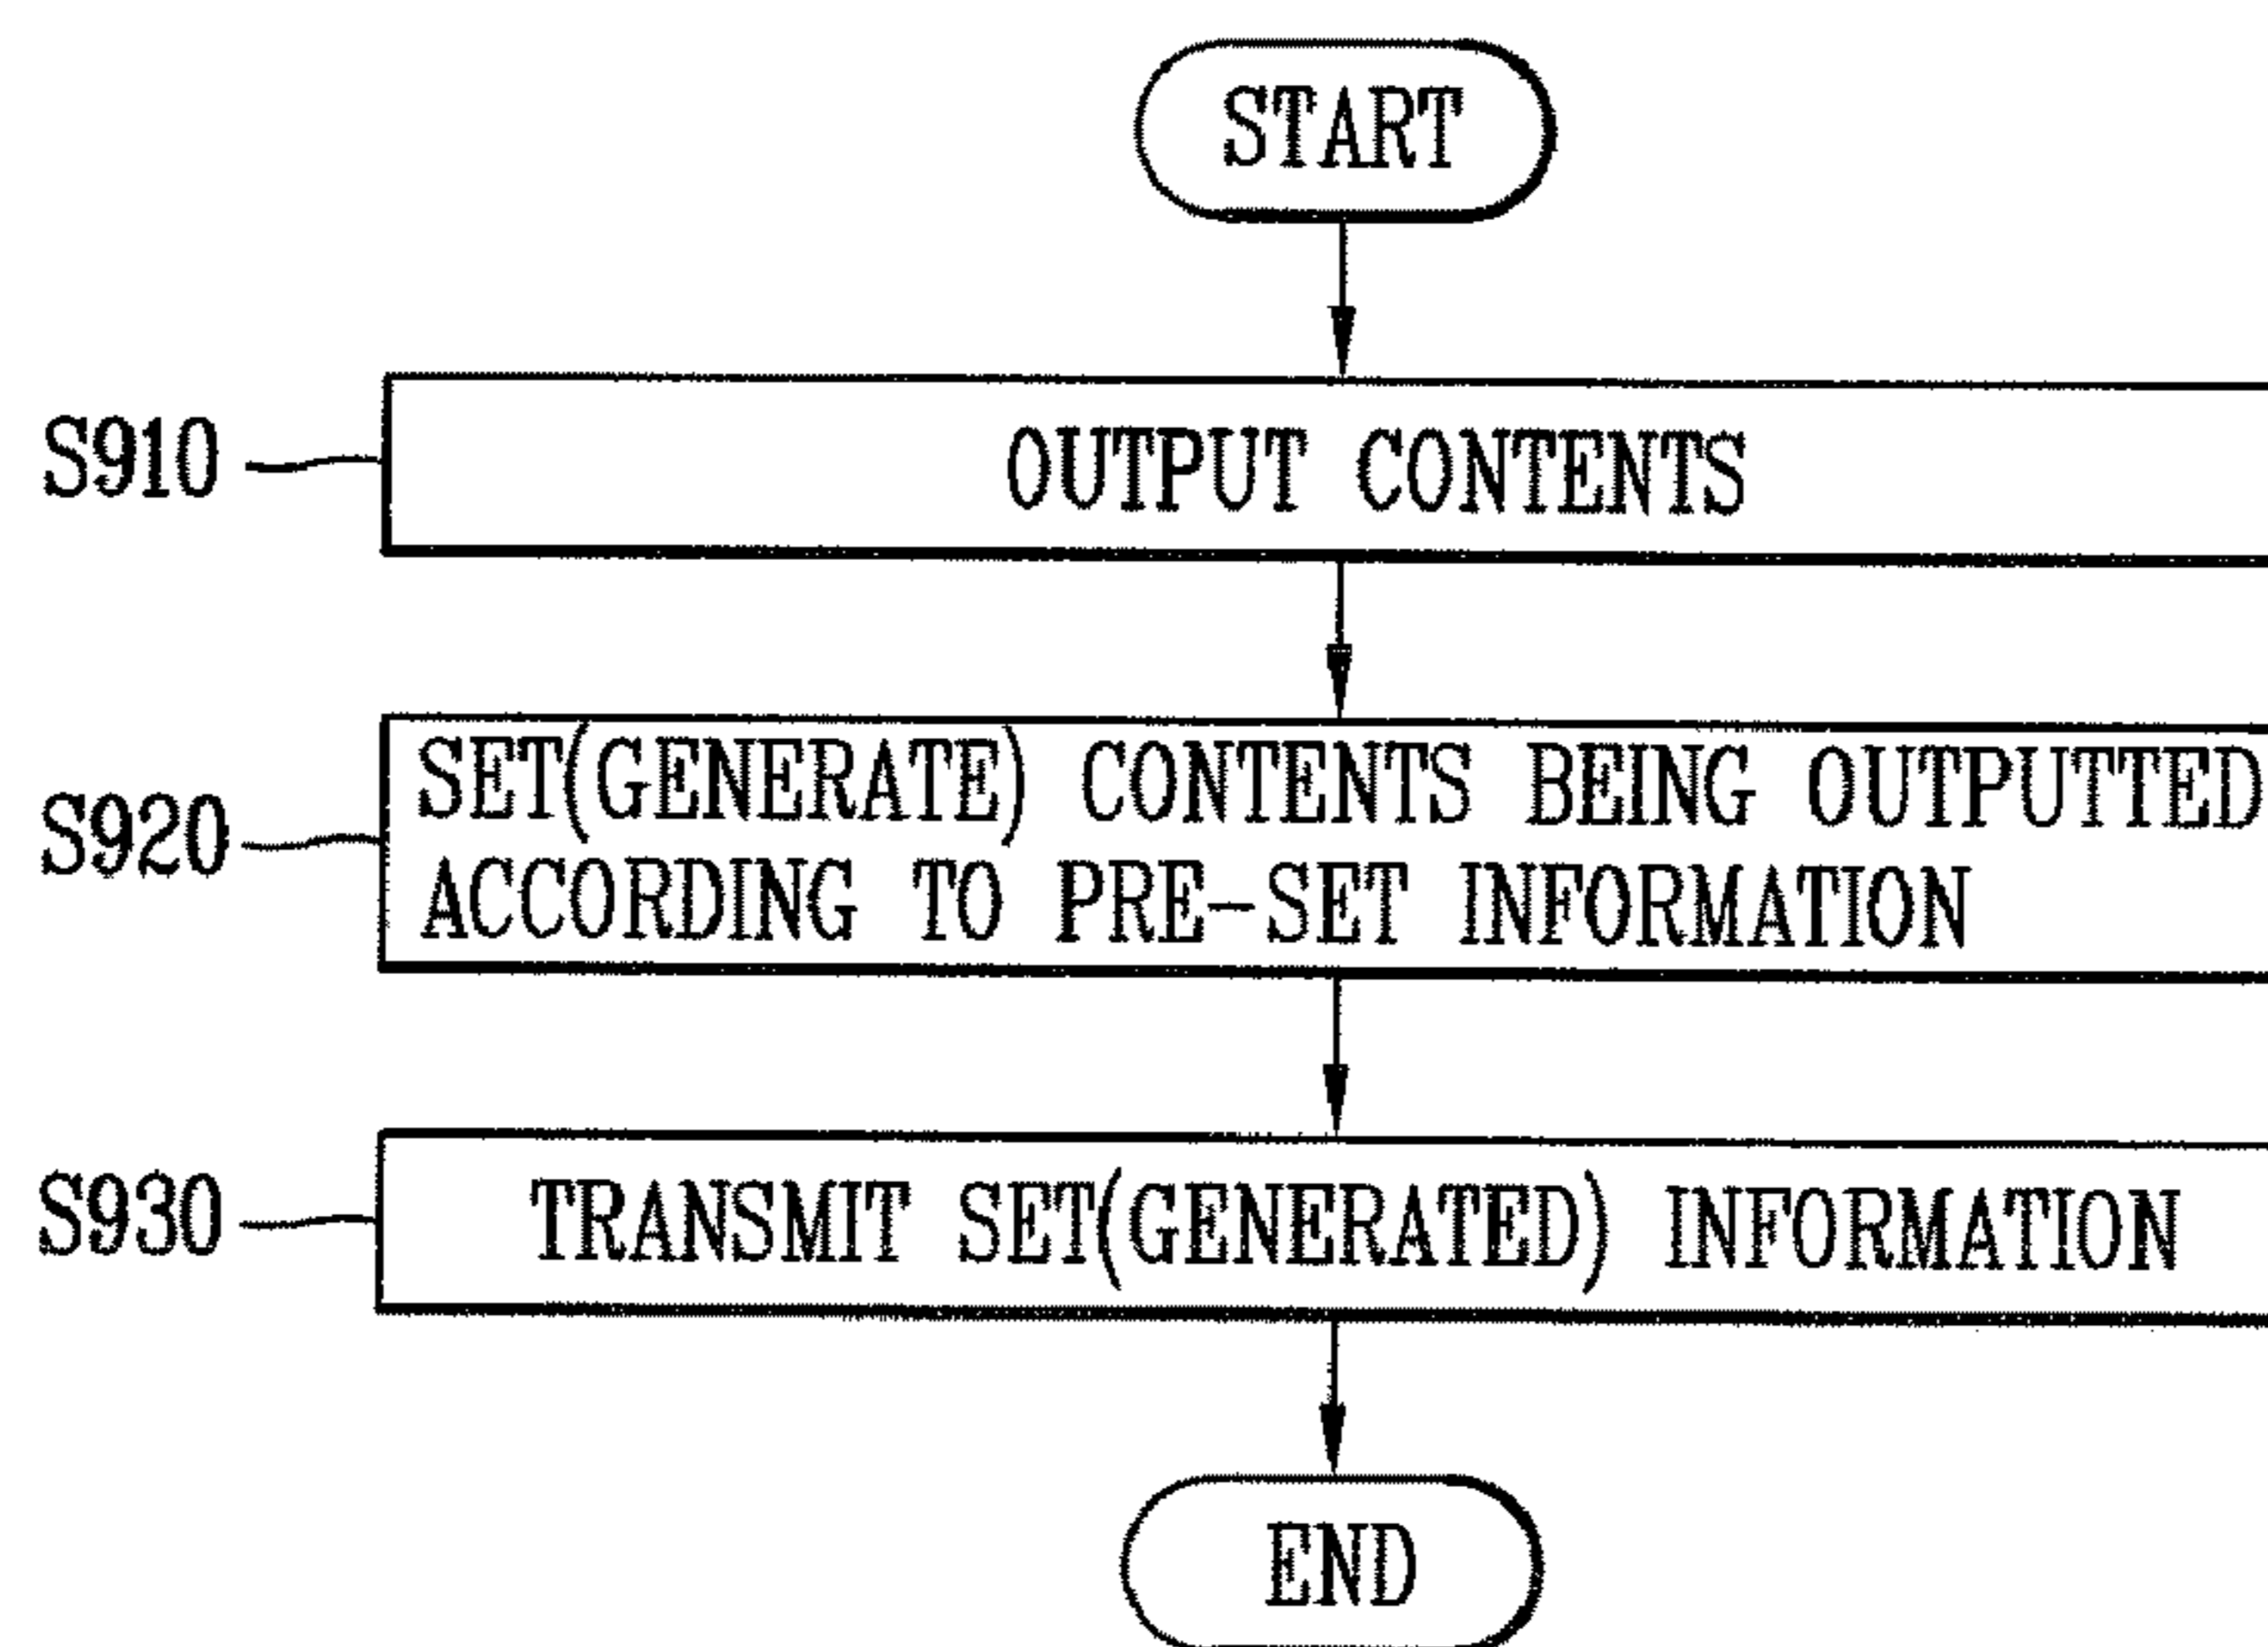 START
S910
OUTPUT CONTENTS
S920
SET(GENERATE) CONTENTS BEING OUTPUTTED
ACCORDING TO PRE-SET INFORMATION
S930
TRANSMIT SET(GENERATED) INFORMATION
END